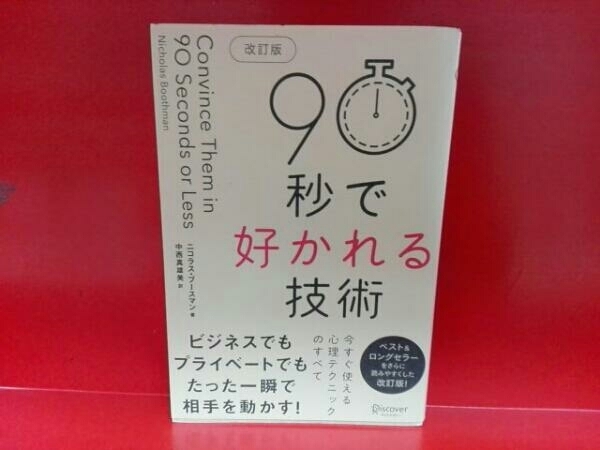 改訂版
Convince Them in
90 Seconds or Less
Nicholas Boothman
90
秒で
好かれる
技術
ニコラス・ブースマン 著
中西真雄美 訳
今すぐ使える
心理テクニック
のすべて
ビジネスでも
プライベートでも
たった一瞬で
相手を動かす!
ベスト&
ロングセラー
をさらに
読みやすくした
改訂版!
Discover